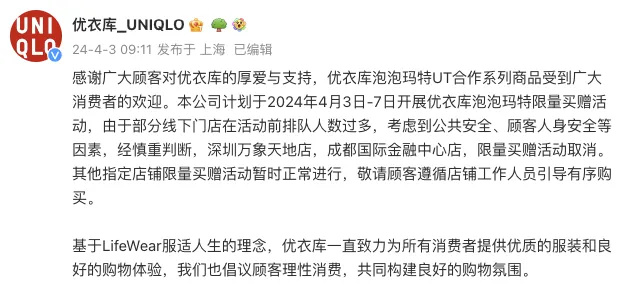 UNI
QLO
优衣库_UNIQLO
24-4-3 09:11 发布于 上海 已编辑
感谢广大顾客对优衣库的厚爱与支持，优衣库泡泡玛特UT合作系列商品受到广大
消费者的欢迎。本公司计划于2024年4月3日-7日开展优衣库泡泡玛特限量买赠活
动，由于部分线下门店在活动前排队人数过多，考虑到公共安全、顾客人身安全等
因素，经慎重判断，深圳万象天地店，成都国际金融中心店，限量买赠活动取消。
其他指定店铺限量买赠活动暂时正常进行，敬请顾客遵循店铺工作人员引导有序购
买。
基于LifeWear服适人生的理念，优衣库一直致力为所有消费者提供优质的服装和良
好的购物体验，我们也倡议顾客理性消费，共同构建良好的购物氛围。